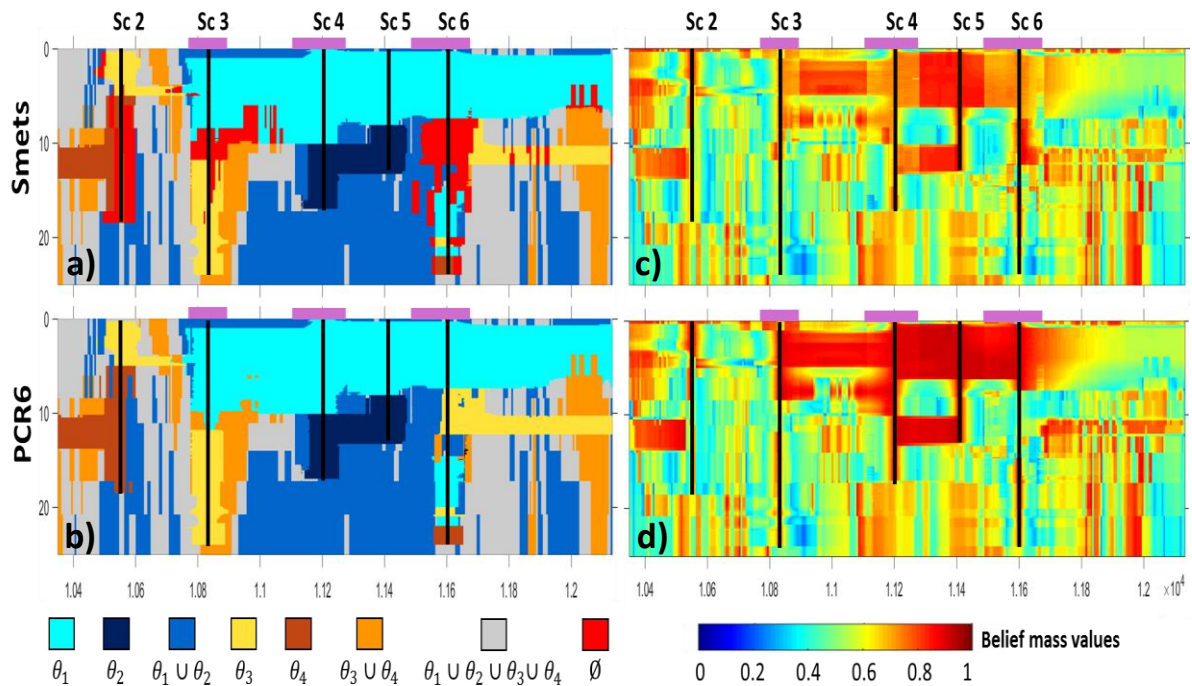 Sc 2 Sc 3 Sc 4 Sc 5 Sc 6 Sc 2 Sc 3 Sc 4 Sc 5 Sc 6
Smets
0
10
20
a)
c)
PCR6
0
10
20
b)
d)
1.04 1.06 1.08 1.1 1.12 1.14 1.16 1.18 1.2 1.04 1.06 1.08 1.1 1.12 1.14 1.16 1.18 1.2 ×10⁴
θ₁ θ₂ θ₁ ∪ θ₂ θ₃ θ₄ θ₃ ∪ θ₄ θ₁ ∪ θ₂ ∪ θ₃ ∪ θ₄ ∅
Belief mass values
0 0.2 0.4 0.6 0.8 1